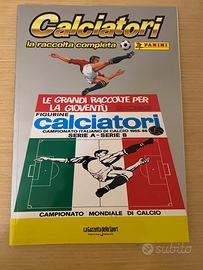 Calciatori
la raccolta completa PANINI
LE GRANDI RACCOLTE PER
LA GIOVENTÙ
FIGURINE
calciatori
CAMPIONATO ITALIANO DI CALCIO 1965-66
SERIE A - SERIE B
CAMPIONATO MONDIALE DI CALCIO
La Gazzetta dello Sport
subito